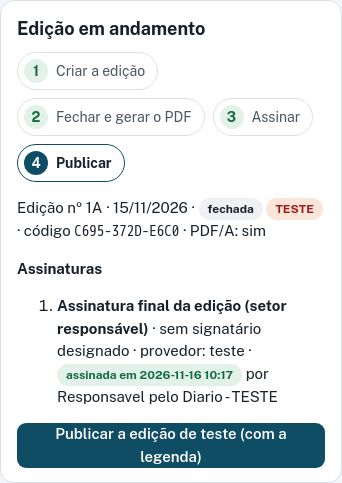 Edição em andamento
1 Criar a edição
2 Fechar e gerar o PDF 3 Assinar
4 Publicar
Edição nº 1A · 15/11/2026 · fechada TESTE
· código C695-372D-E6C0 · PDF/A: sim
Assinaturas
1. Assinatura final da edição (setor
responsável) · sem signatário
designado · provedor: teste ·
assinada em 2026-11-16 10:17 por
Responsavel pelo Diario - TESTE
Publicar a edição de teste (com a
legenda)